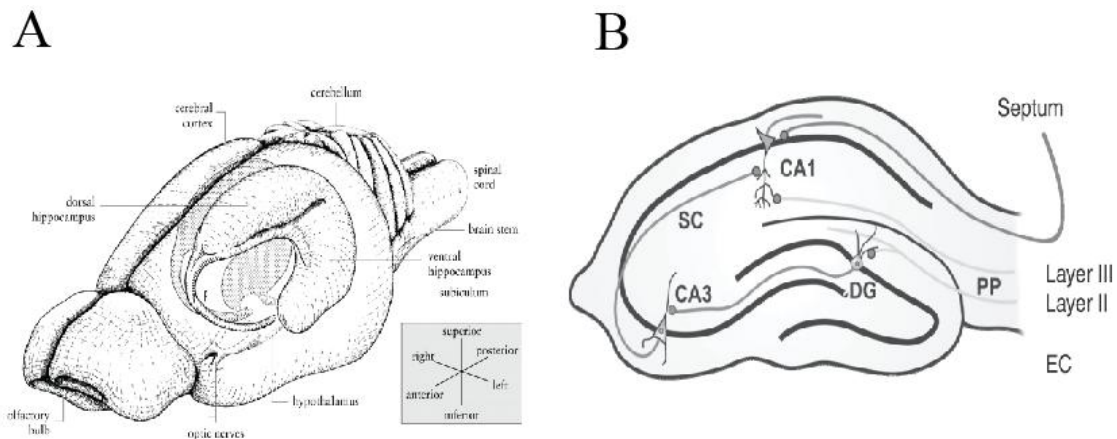 A
cerebellum
cerebral
cortex
spinal
cord
dorsal
hippocampus
brain stem
ventral
hippocampus
subiculum
superior
posterior
right
left
anterior
inferior
hypothalamus
olfactory
bulb
optic nerves
B
Septum
CA1
SC
CA3
DG
PP
Layer III
Layer II
EC